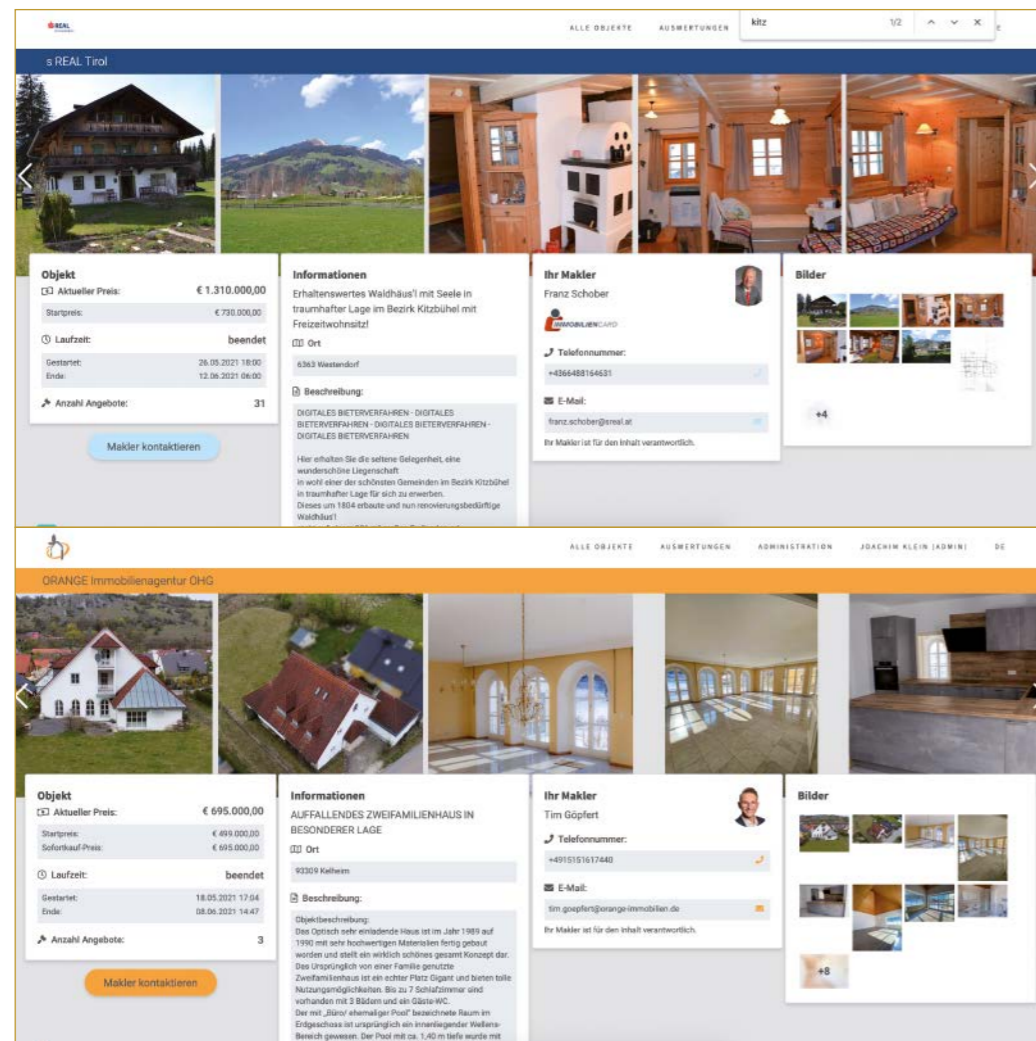 REAL
ALLE OBJEKTE
AUSWERTUNGEN
kitz
1/2
E
s REAL Tirol
Objekt
Aktueller Preis: € 1.310.000,00
Startpreis: € 730.000,00
Laufzeit: beendet
Gestartet: 26.05.2021 18:00
Ende: 12.06.2021 06:00
Anzahl Angebote: 31
Makler kontaktieren
Informationen
Erhaltenswertes Waldhäus'l mit Seele in
traumhafter Lage im Bezirk Kitzbühel mit
Freizeitwohnsitz!
Ort
6363 Westendorf
Beschreibung:
DIGITALES BIETERVERFAHREN - DIGITALES
BIETERVERFAHREN - DIGITALES BIETERVERFAHREN -
DIGITALES BIETERVERFAHREN
Hier erhalten Sie die seltene Gelegenheit, eine
wunderschöne Liegenschaft
in wohl einer der schönsten Gemeinden im Bezirk Kitzbühel
in traumhafter Lage für sich zu erwerben.
Dieses um 1804 erbaute und nun renovierungsbedürftige
Waldhäus'l
Ihr Makler
Franz Schober
IMMOBILIENCARD
Telefonnummer:
+4366488164631
E-Mail:
franz.schober@sreal.at
Ihr Makler ist für den Inhalt verantwortlich.
Bilder
+4
ALLE OBJEKTE
AUSWERTUNGEN
ADMINISTRATION
JOACHIM KLEIN [ADMIN]
DE
ORANGE Immobilienagentur OHG
Objekt
Aktueller Preis: € 695.000,00
Startpreis: € 499.000,00
Sofortkauf-Preis: € 695.000,00
Laufzeit: beendet
Gestartet: 18.05.2021 17:04
Ende: 08.06.2021 14:47
Anzahl Angebote: 3
Makler kontaktieren
Informationen
AUFFALLENDES ZWEIFAMILIENHAUS IN
BESONDERER LAGE
Ort
93309 Kelheim
Beschreibung:
Objektbeschreibung:
Das Optisch sehr einladende Haus ist im Jahr 1989 auf
1990 mit sehr hochwertigen Materialien fertig gebaut
worden und stellt ein wirklich schönes gesamt Konzept dar.
Das Ursprünglich von einer Familie genutzte
Zweifamilienhaus ist ein echter Platz Gigant und bieten tolle
Nutzungsmöglichkeiten. Bis zu 7 Schlafzimmer sind
vorhanden mit 3 Bädern und ein Gäste-WC.
Der mit „Büro/ ehemaliger Pool" bezeichnete Raum im
Erdgeschoss ist ursprünglich ein innenliegender Wellens-
Bereich gewesen. Der Pool mit ca. 1,40 m tiefe wurde mit
Ihr Makler
Tim Göpfert
Telefonnummer:
+4915151617440
E-Mail:
tim.goepfert@orange-immobilien.de
Ihr Makler ist für den Inhalt verantwortlich.
Bilder
+8